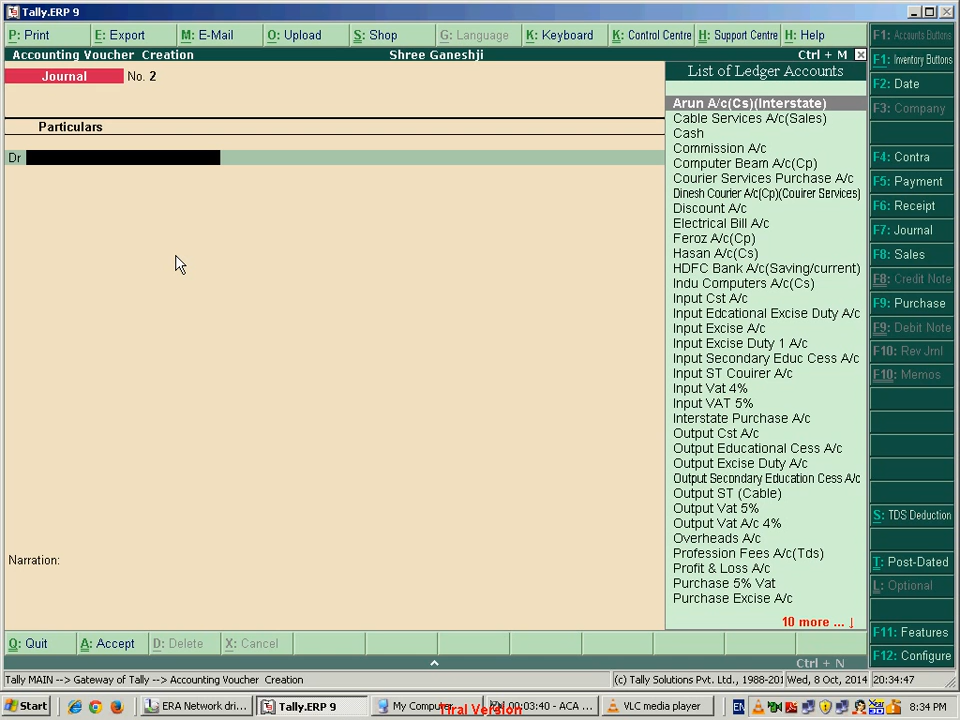 Tally.ERP 9
P: Print
E: Export
M: E-Mail
O: Upload
S: Shop
G: Language
K: Keyboard
K: Control Centre
H: Support Centre
H: Help
Accounting Voucher Creation
Shree Ganeshji
Ctrl + M
Journal
No. 2
Particulars
Dr
Narration:
List of Ledger Accounts
Arun A/c(Cs)(Interstate)
Cable Services A/c(Sales)
Cash
Commission A/c
Computer Beam A/c(Cp)
Courier Services Purchase A/c
Dinesh Courier A/c(Cp)(Couirer Services)
Discount A/c
Electrical Bill A/c
Feroz A/c(Cp)
Hasan A/c(Cs)
HDFC Bank A/c(Saving/current)
Indu Computers A/c(Cs)
Input Cst A/c
Input Edcational Excise Duty A/c
Input Excise A/c
Input Excise Duty 1 A/c
Input Secondary Educ Cess A/c
Input ST Couirer A/c
Input Vat 4%
Input VAT 5%
Interstate Purchase A/c
Output Cst A/c
Output Educational Cess A/c
Output Excise Duty A/c
Output Secondary Education Cess A/c
Output ST (Cable)
Output Vat 5%
Output Vat A/c 4%
Overheads A/c
Profession Fees A/c(Tds)
Profit & Loss A/c
Purchase 5% Vat
Purchase Excise A/c
10 more ... ↓
F1: Accounts Buttons
F1: Inventory Buttons
F2: Date
F3: Company
F4: Contra
F5: Payment
F6: Receipt
F7: Journal
F8: Sales
F8: Credit Note
F9: Purchase
F9: Debit Note
F10: Rev Jrnl
F10: Memos
S: TDS Deduction
T: Post-Dated
L: Optional
F11: Features
F12: Configure
Q: Quit
A: Accept
D: Delete
X: Cancel
Ctrl + N
Tally MAIN --> Gateway of Tally --> Accounting Voucher Creation
(c) Tally Solutions Pvt. Ltd., 1988-201
Wed, 8 Oct, 2014
20:34:47
Start
ERA Network dri...
Tally.ERP 9
My Computer
00:03:40 - ACA ...
VLC media player
EN
8:34 PM
Tiral Version